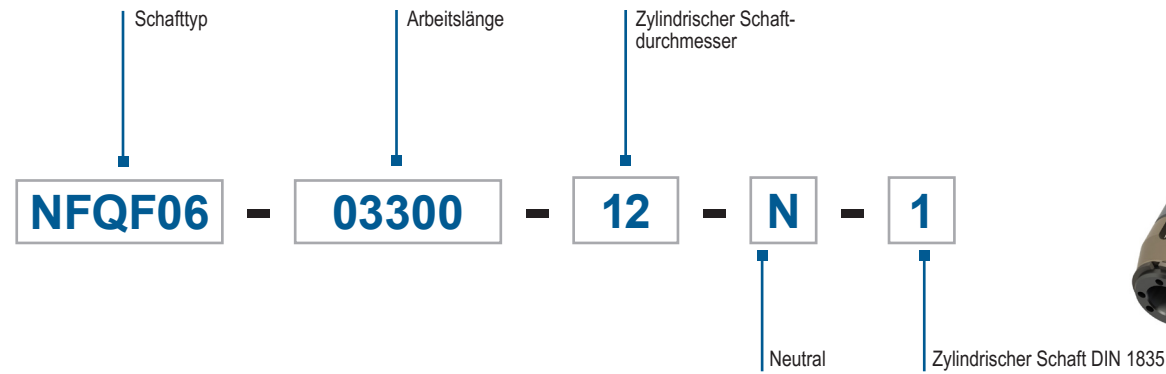 Schafttyp
Arbeitslänge
Zylindrischer Schaft-
durchmesser
NFQF06 - 03300 - 12 - N - 1
Neutral
Zylindrischer Schaft DIN 1835